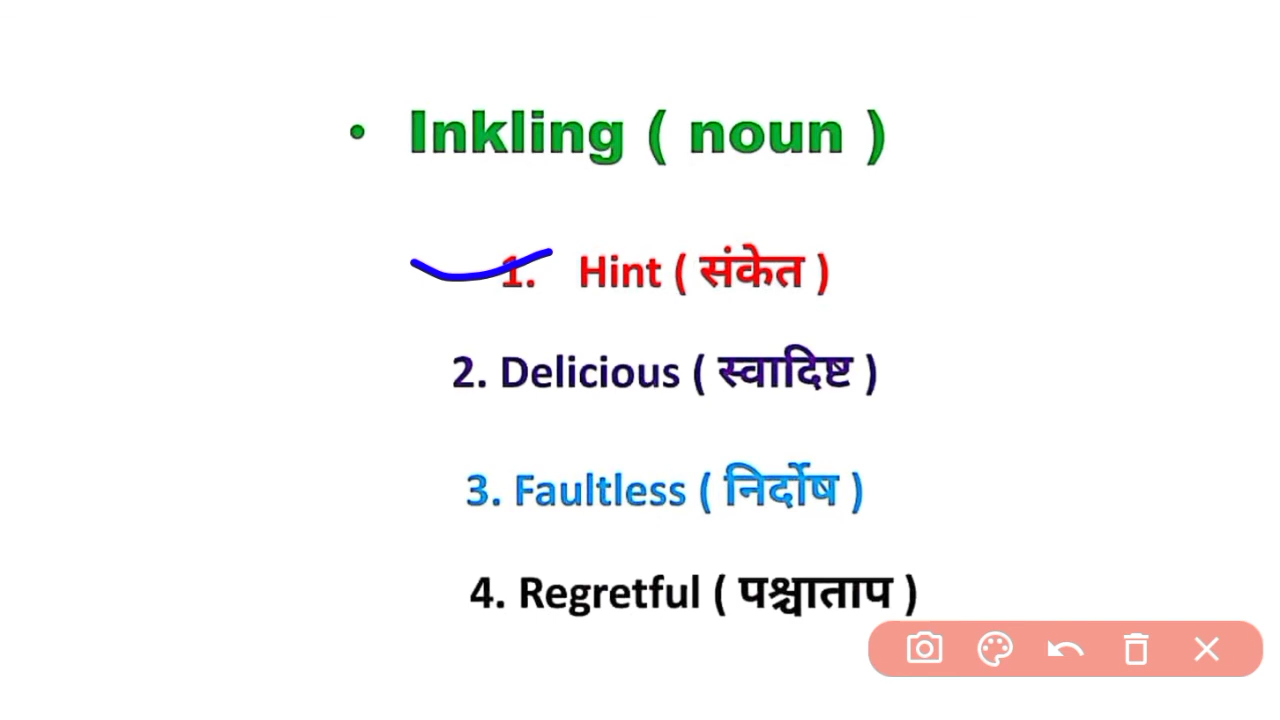 • Inkling ( noun )
1. Hint ( संकेत )
2. Delicious ( स्वादिष्ट )
3. Faultless ( निर्दोष )
4. Regretful ( पश्चाताप )